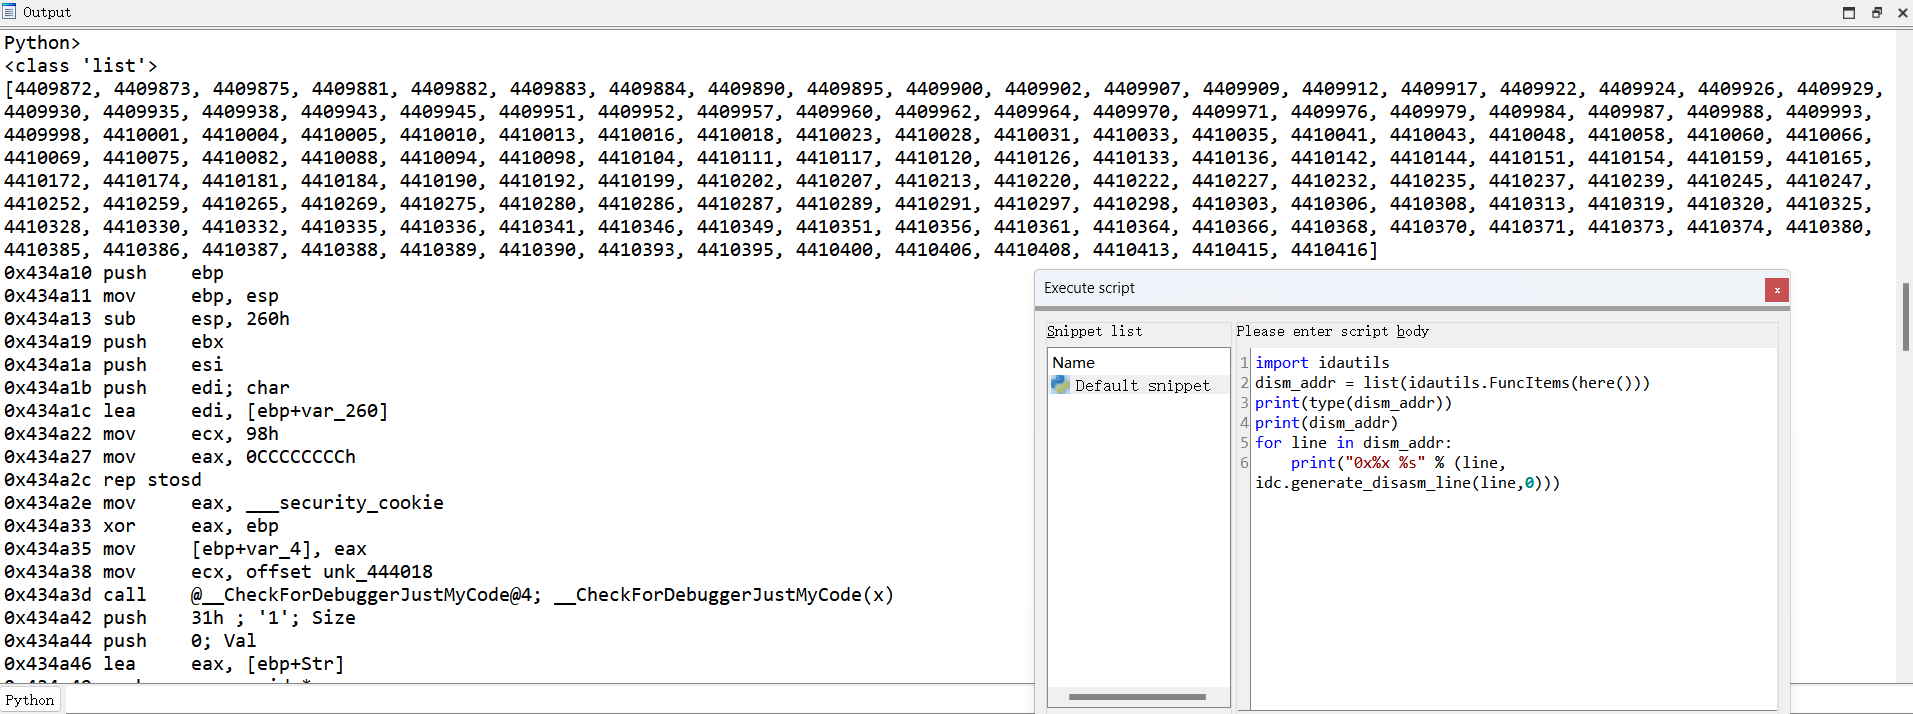 Output
Python>
<class 'list'>
[4409872, 4409873, 4409875, 4409881, 4409882, 4409883, 4409884, 4409890, 4409895, 4409900, 4409902, 4409907, 4409909, 4409912, 4409917, 4409922, 4409924, 4409926, 4409929,
4409930, 4409935, 4409938, 4409943, 4409945, 4409951, 4409952, 4409957, 4409960, 4409962, 4409964, 4409970, 4409971, 4409976, 4409979, 4409984, 4409987, 4409988, 4409993,
4409998, 4410001, 4410004, 4410005, 4410010, 4410013, 4410016, 4410018, 4410023, 4410028, 4410031, 4410033, 4410035, 4410041, 4410043, 4410048, 4410058, 4410060, 4410066,
4410069, 4410075, 4410082, 4410088, 4410094, 4410098, 4410104, 4410111, 4410117, 4410120, 4410126, 4410133, 4410136, 4410142, 4410144, 4410151, 4410154, 4410159, 4410165,
4410172, 4410174, 4410181, 4410184, 4410190, 4410192, 4410199, 4410202, 4410207, 4410213, 4410220, 4410222, 4410227, 4410232, 4410235, 4410237, 4410239, 4410245, 4410247,
4410252, 4410259, 4410265, 4410269, 4410275, 4410280, 4410286, 4410287, 4410289, 4410291, 4410297, 4410298, 4410303, 4410306, 4410308, 4410313, 4410319, 4410320, 4410325,
4410328, 4410330, 4410332, 4410335, 4410336, 4410341, 4410346, 4410349, 4410351, 4410356, 4410361, 4410364, 4410366, 4410368, 4410370, 4410371, 4410373, 4410374, 4410380,
4410385, 4410386, 4410387, 4410388, 4410389, 4410390, 4410393, 4410395, 4410400, 4410406, 4410408, 4410413, 4410415, 4410416]
0x434a10 push    ebp
0x434a11 mov     ebp, esp
0x434a13 sub     esp, 260h
0x434a19 push    ebx
0x434a1a push    esi
0x434a1b push    edi; char
0x434a1c lea     edi, [ebp+var_260]
0x434a22 mov     ecx, 98h
0x434a27 mov     eax, 0CCCCCCCCh
0x434a2c rep stosd
0x434a2e mov     eax, ___security_cookie
0x434a33 xor     eax, ebp
0x434a35 mov     [ebp+var_4], eax
0x434a38 mov     ecx, offset unk_444018
0x434a3d call    @__CheckForDebuggerJustMyCode@4; __CheckForDebuggerJustMyCode(x)
0x434a42 push    31h ; '1'; Size
0x434a44 push    0; Val
0x434a46 lea     eax, [ebp+Str]
Python
Execute script
x
Snippet list
Name
Default snippet
Please enter script body
1 import idautils
2 dism_addr = list(idautils.FuncItems(here()))
3 print(type(dism_addr))
4 print(dism_addr)
5 for line in dism_addr:
6     print("0x%x %s" % (line,
idc.generate_disasm_line(line,0)))